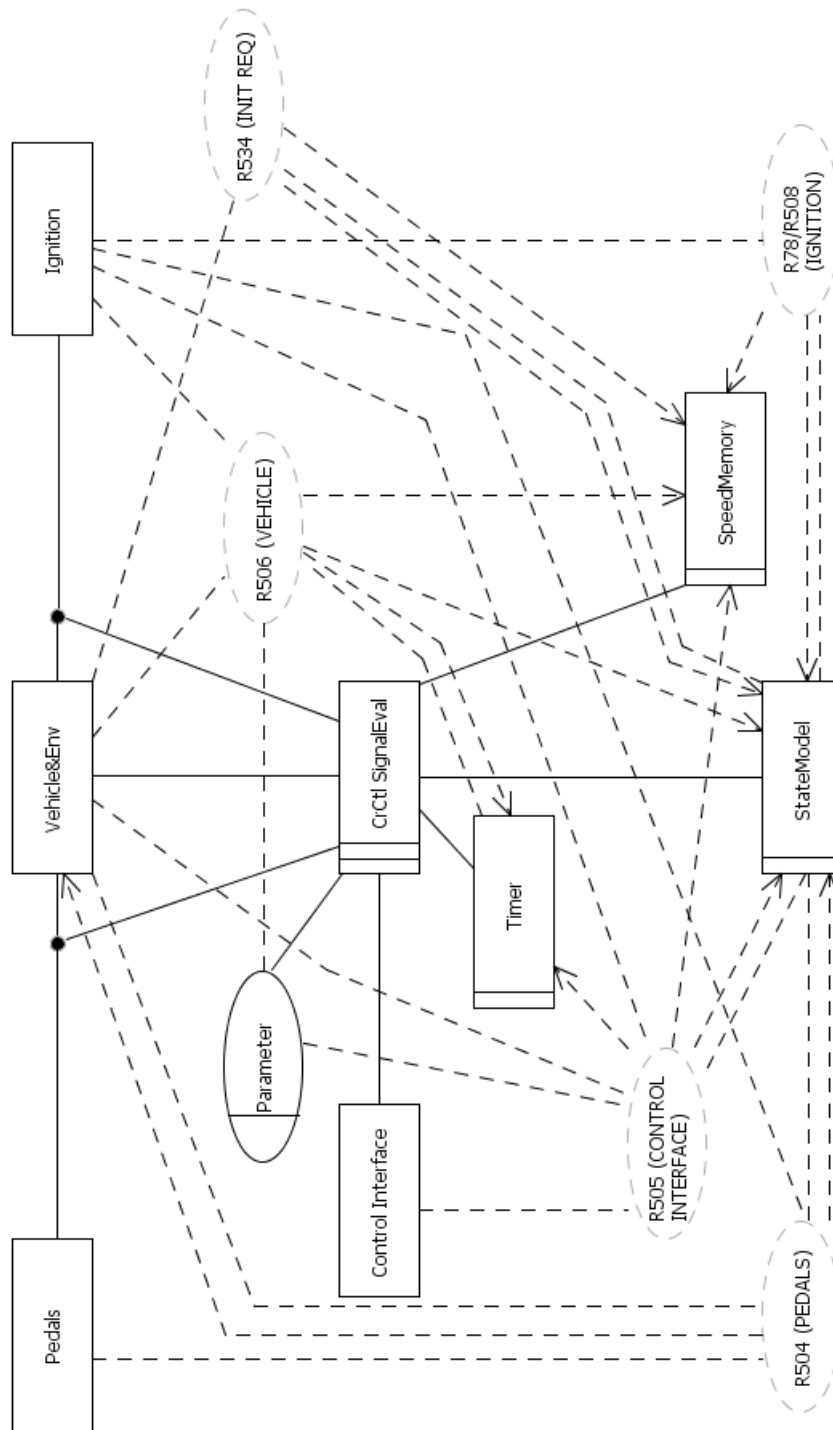 Pedals
Vehicle&Env
Ignition
R534 (INIT REQ)
Parameter
R506 (VEHICLE)
Control Interface
CrCtl SignalEval
Timer
R505 (CONTROL
INTERFACE)
SpeedMemory
R504 (PEDALS)
StateModel
R78/R508
(IGNITION)